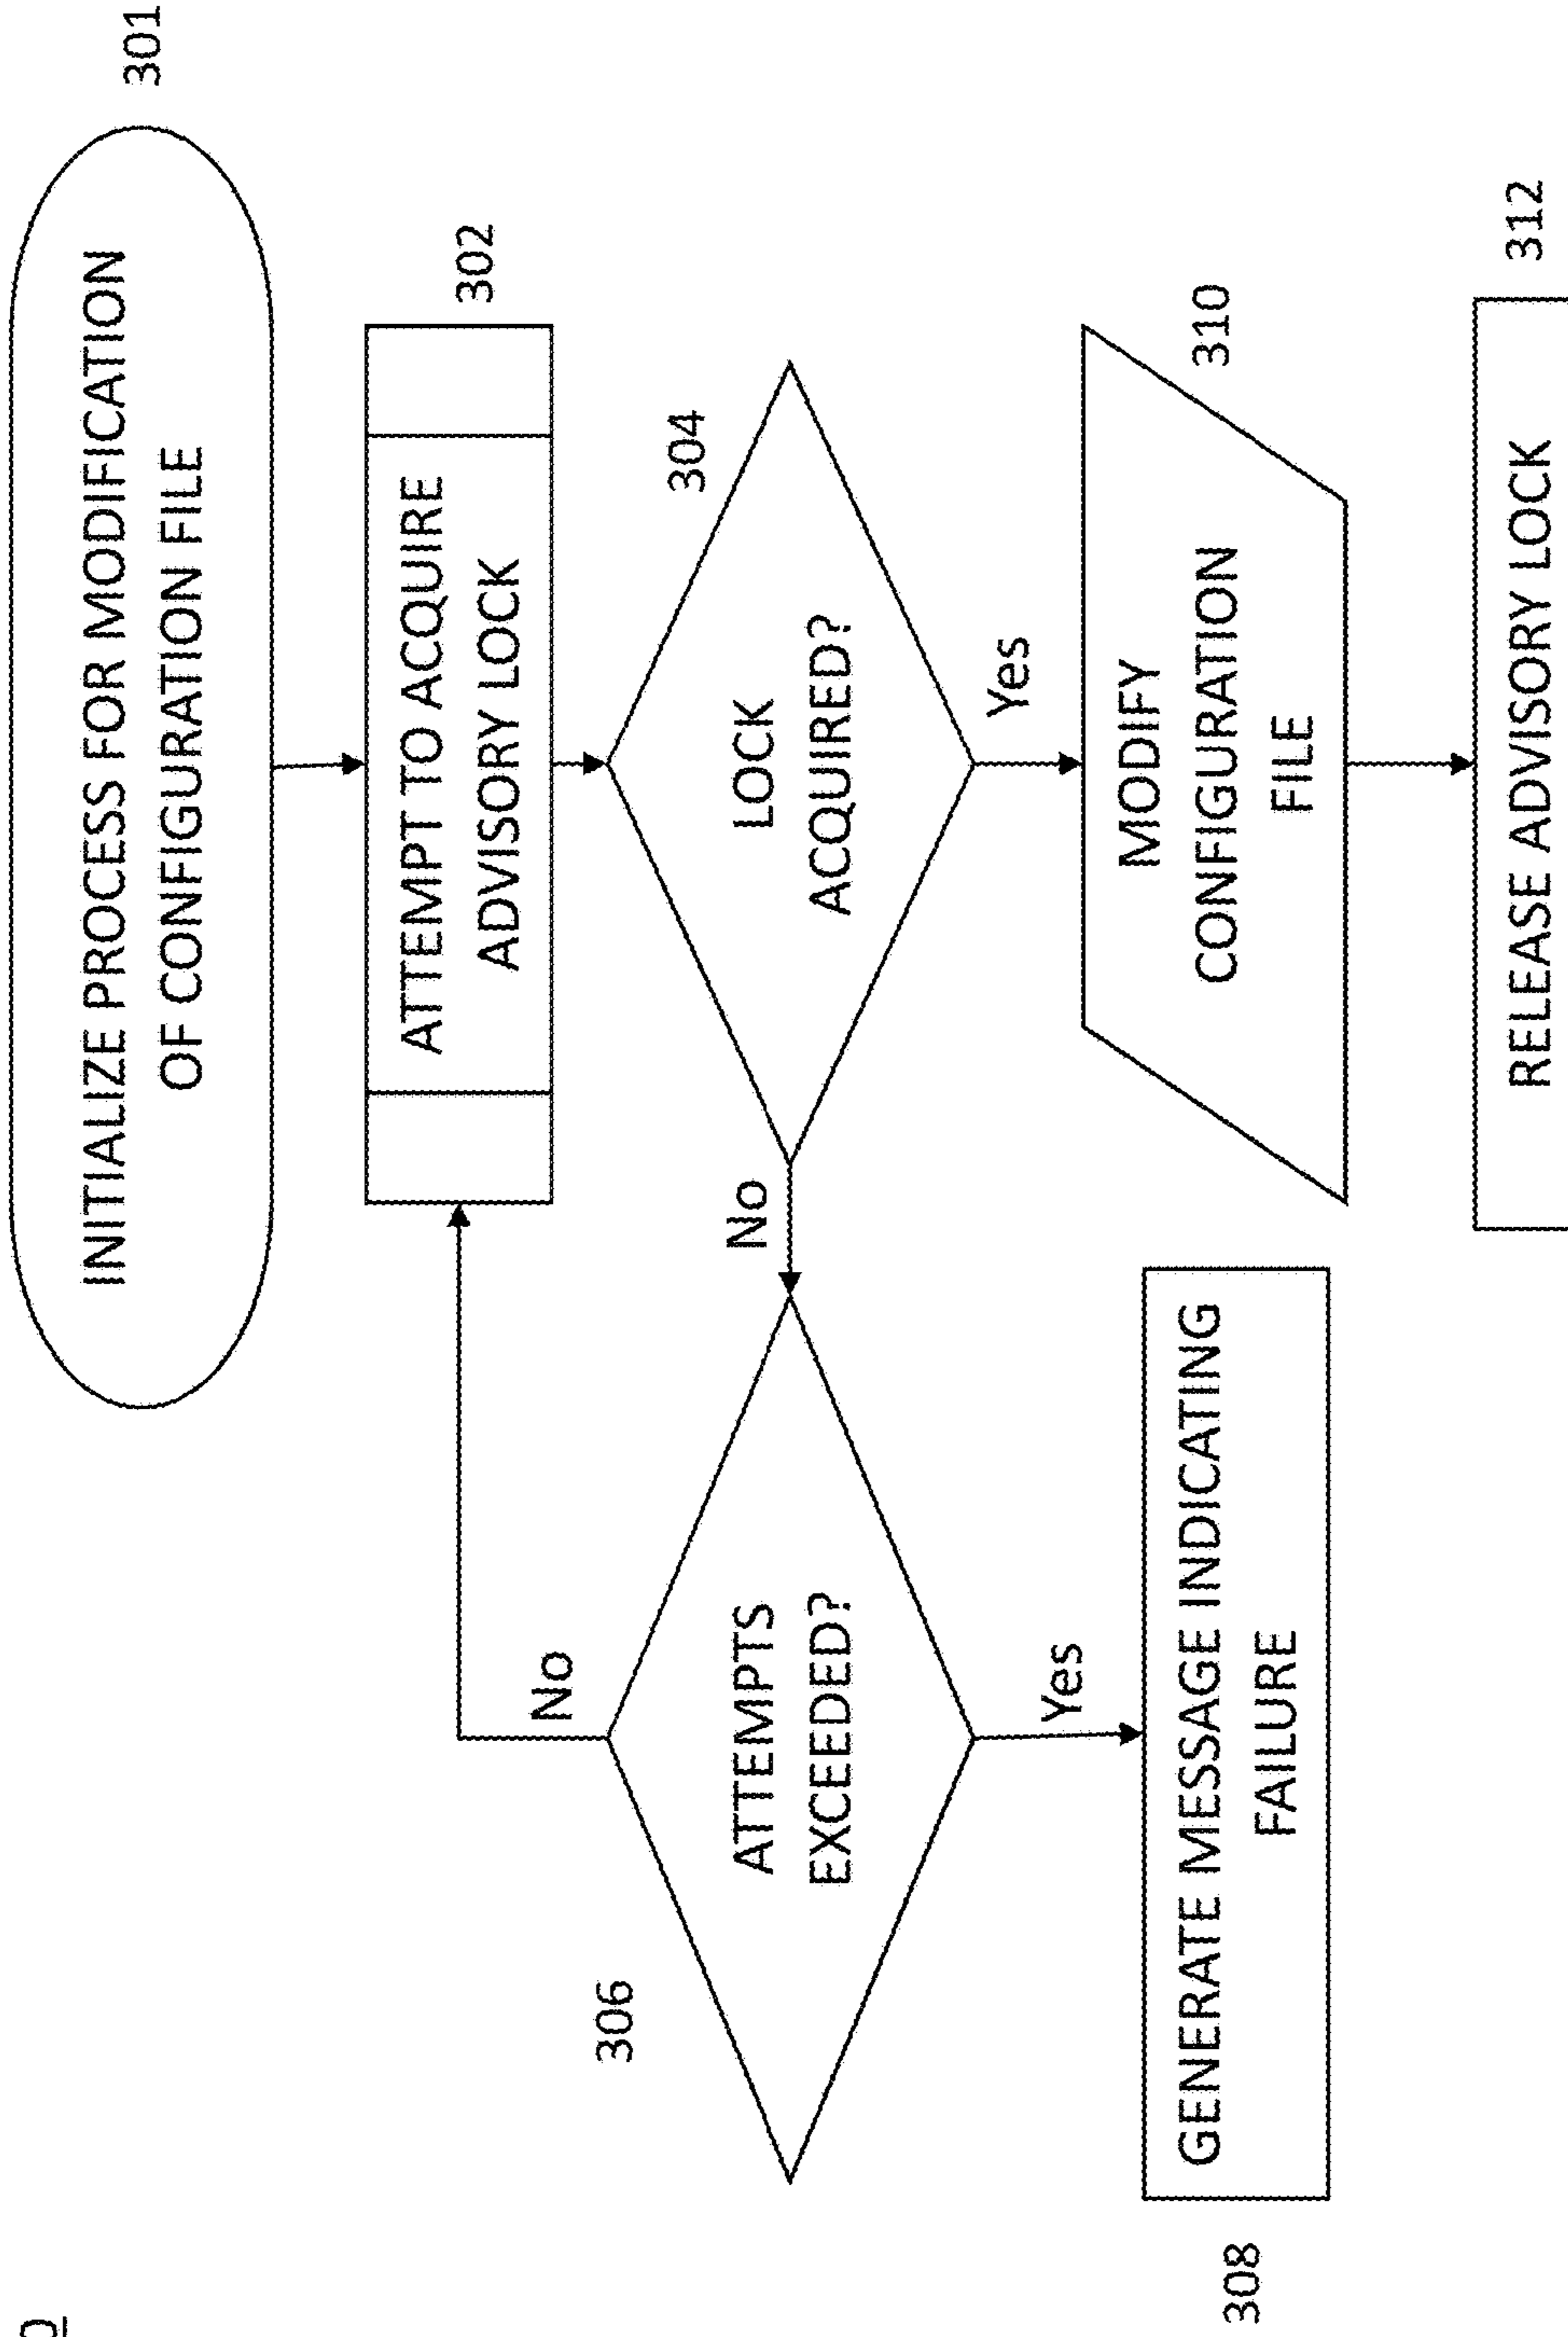 301
INITIALIZE PROCESS FOR MODIFICATION
OF CONFIGURATION FILE
302
ATTEMPT TO ACQUIRE
ADVISORY LOCK
304
LOCK
ACQUIRED?
No
Yes
306
ATTEMPTS
EXCEEDED?
No
Yes
308
GENERATE MESSAGE INDICATING
FAILURE
310
MODIFY
CONFIGURATION
FILE
312
RELEASE ADVISORY LOCK